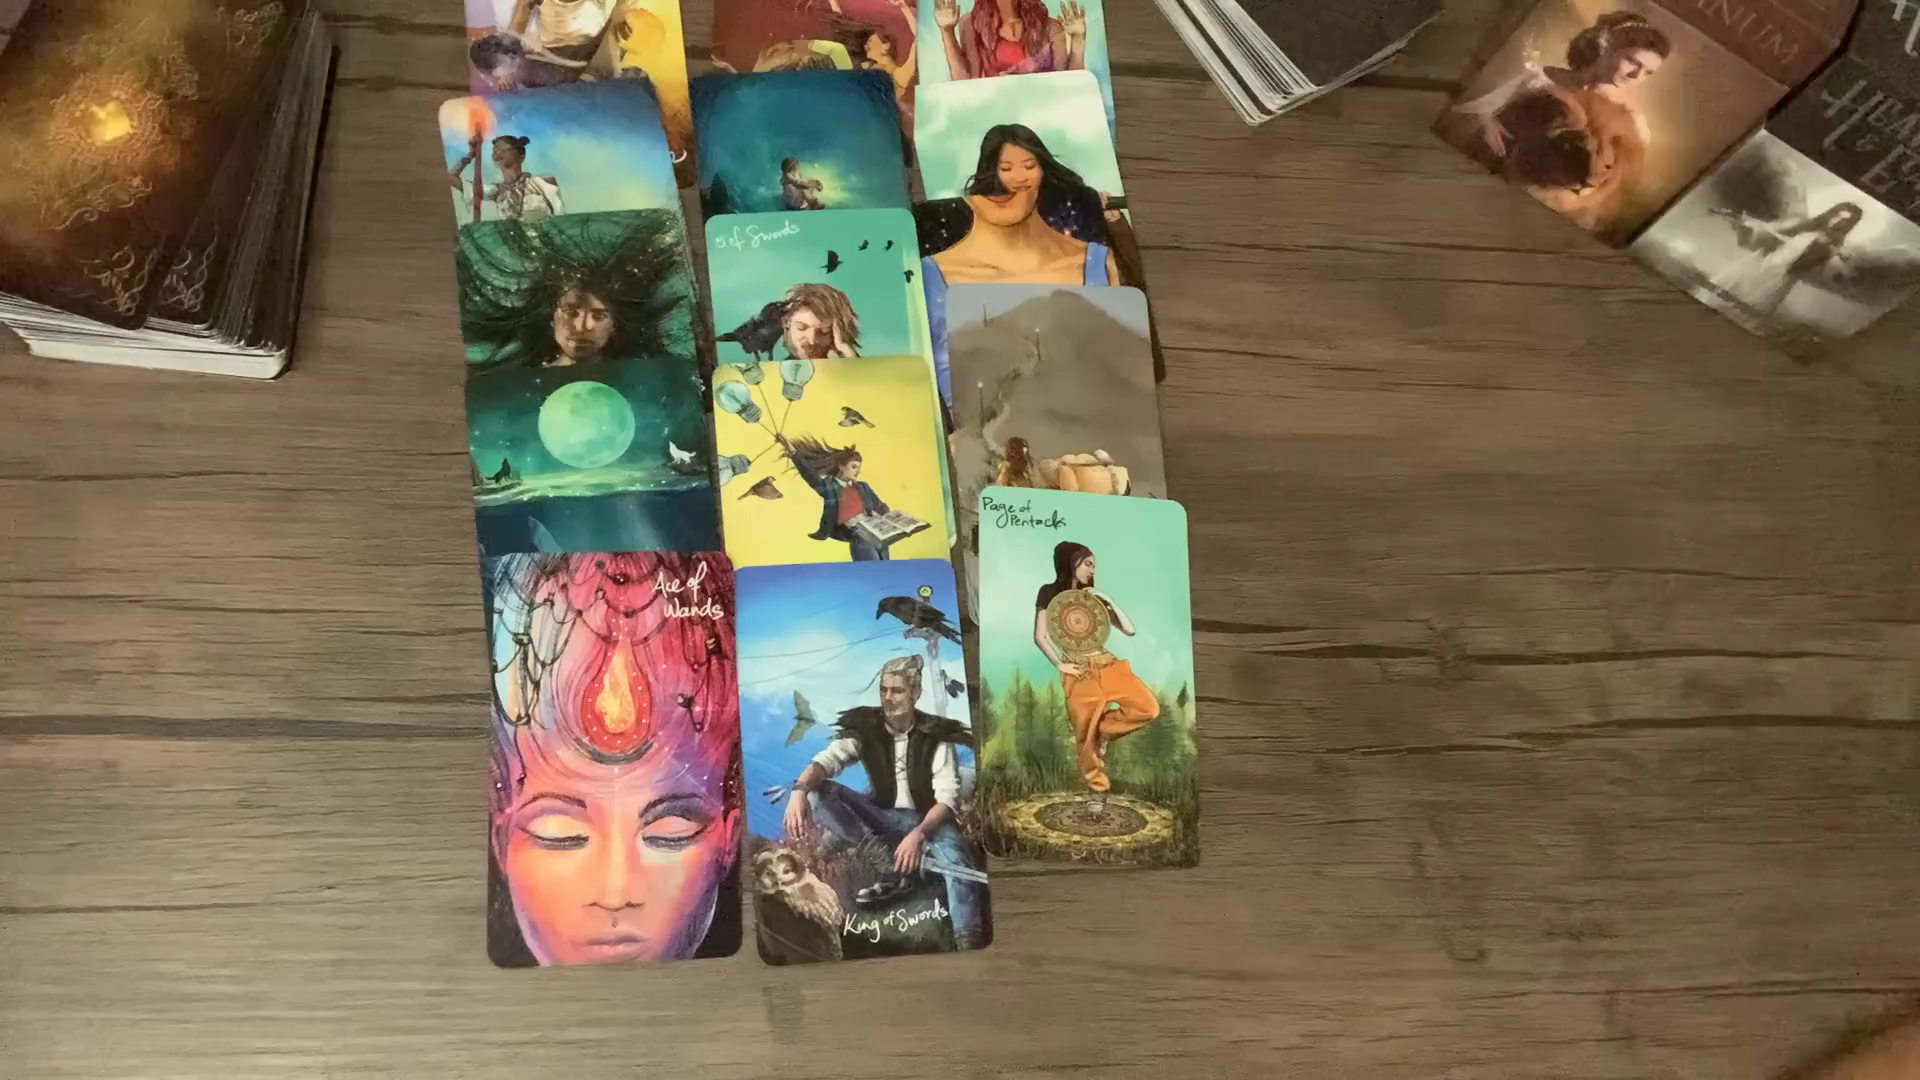 5 of Swords
Page of
Pentacles
Ace of
Wands
King of Swords